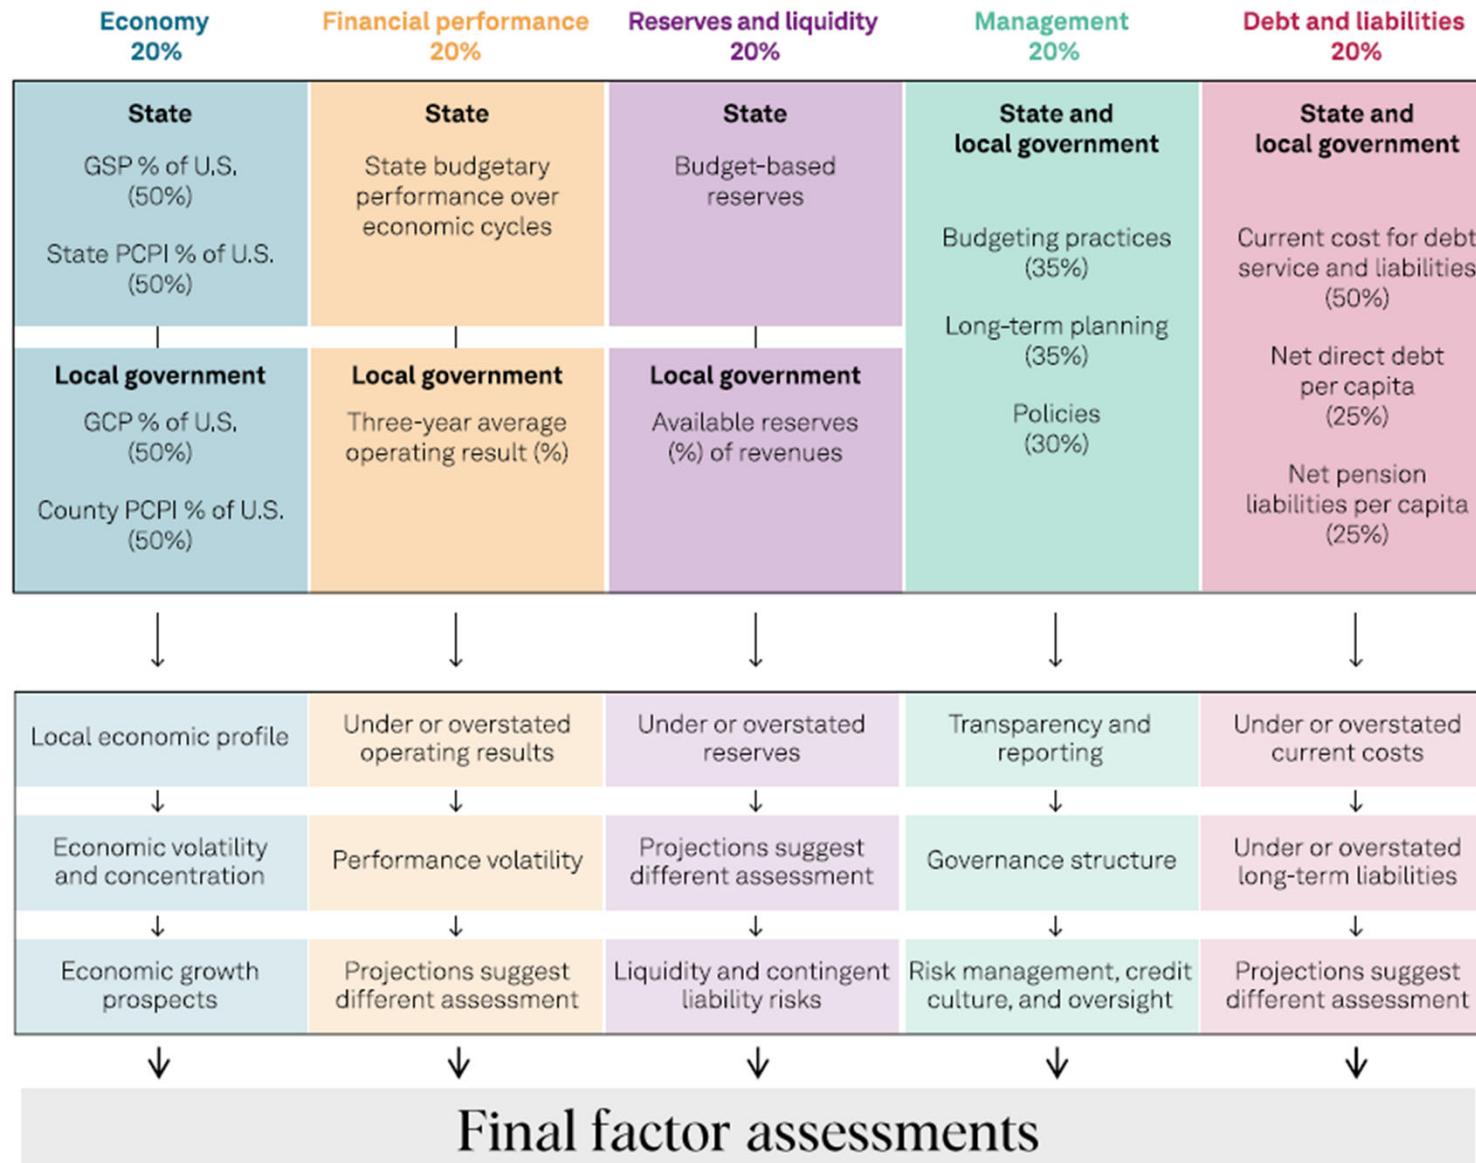 Economy
20%
Financial performance
20%
Reserves and liquidity
20%
Management
20%
Debt and liabilities
20%
State
GSP % of U.S.
(50%)
State PCPI % of U.S.
(50%)
Local government
GCP % of U.S.
(50%)
County PCPI % of U.S.
(50%)
State
State budgetary
performance over
economic cycles
Local government
Three-year average
operating result (%)
State
Budget-based
reserves
Local government
Available reserves
(%) of revenues
State and
local government
Budgeting practices
(35%)
Long-term planning
(35%)
Policies
(30%)
State and
local government
Current cost for debt
service and liabilities
(50%)
Net direct debt
per capita
(25%)
Net pension
liabilities per capita
(25%)
Local economic profile
Economic volatility
and concentration
Economic growth
prospects
Under or overstated
operating results
Performance volatility
Projections suggest
different assessment
Under or overstated
reserves
Projections suggest
different assessment
Liquidity and contingent
liability risks
Transparency and
reporting
Governance structure
Risk management, credit
culture, and oversight
Under or overstated
current costs
Under or overstated
long-term liabilities
Projections suggest
different assessment
Final factor assessments